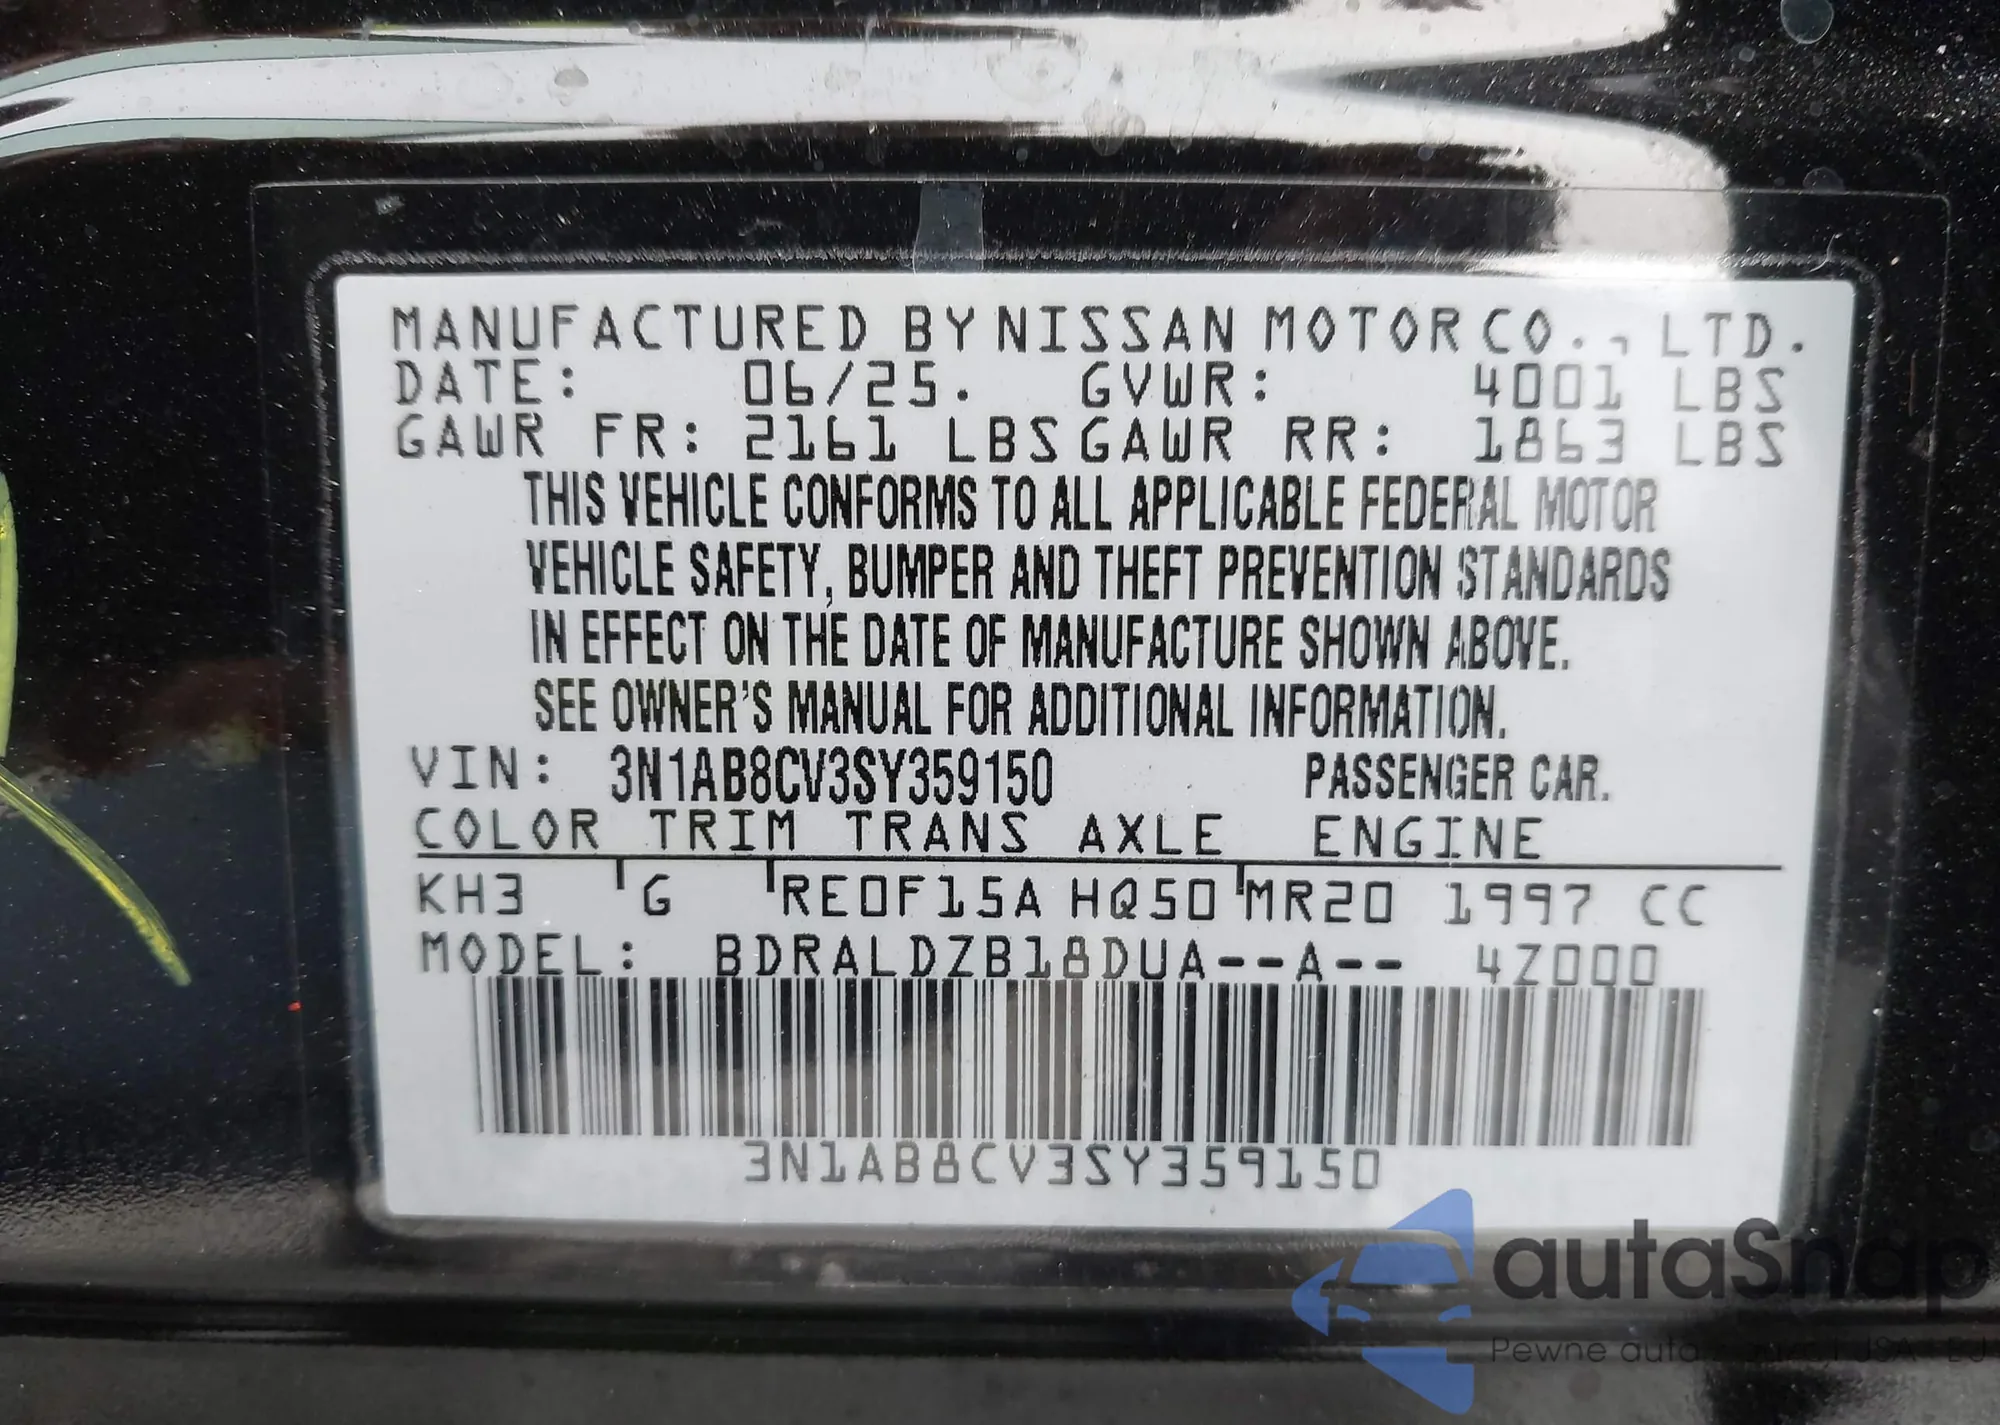 MANUFACTURED BY NISSAN MOTOR CO., LTD.
DATE: 06/25. GVWR: 4001 LBS
GAWR FR: 2161 LBS GAWR RR: 1863 LBS
THIS VEHICLE CONFORMS TO ALL APPLICABLE FEDERAL MOTOR
VEHICLE SAFETY, BUMPER AND THEFT PREVENTION STANDARDS
IN EFFECT ON THE DATE OF MANUFACTURE SHOWN ABOVE.
SEE OWNER'S MANUAL FOR ADDITIONAL INFORMATION.
VIN: 3N1AB8CV3SY359150 PASSENGER CAR.
COLOR TRIM TRANS AXLE ENGINE
KH3 G RE0F15A HQ50 MR20 1997 CC
MODEL: BDRALDZB18DUA--A-- 4Z000
3N1AB8CV3SY359150
autaSnap
Pewne auta